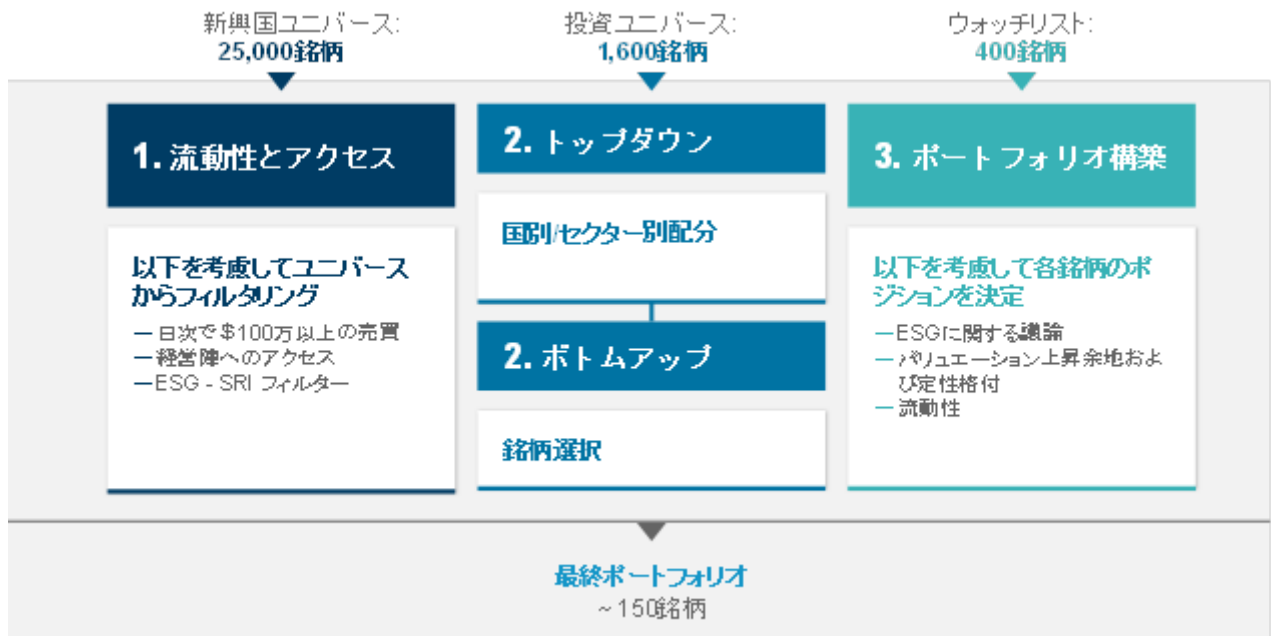 新興国ユニバース:
25,000銘柄
投資ユニバース:
1,600銘柄
ウォッチリスト:
400銘柄
1. 流動性とアクセス
以下を考慮してユニバース
からフィルタリング
ー 日次で$100万以上の売買
ー 経営陣へのアクセス
ー ESG - SRI フィルター
2. トップダウン
国別/セクター別配分
2. ボトムアップ
銘柄選択
3. ポートフォリオ構築
以下を考慮して各銘柄のポ
ジションを決定
ー ESGに関する議論
ー バリュエーション上昇余地およ
び定性格付
ー 流動性
最終ポートフォリオ
~150銘柄